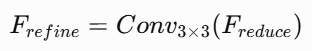 F_{refine} = Conv_{3×3}(F_{reduce})